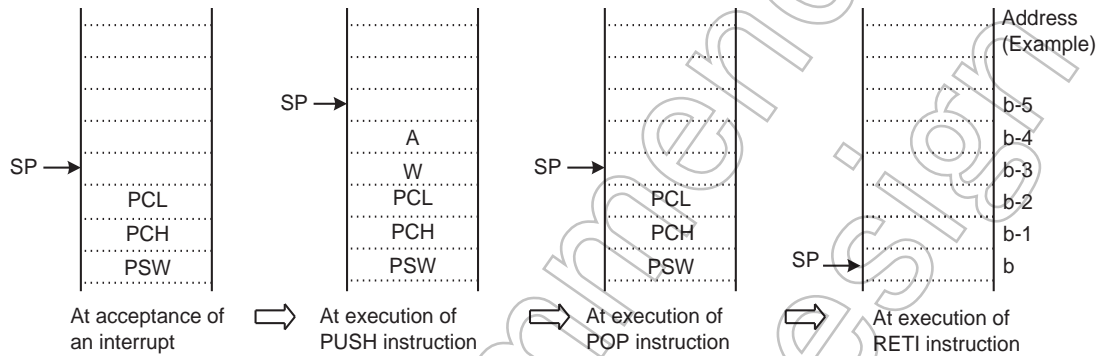 Address
(Example)
SP
b-5
A
b-4
SP
W
SP
b-3
PCL
PCL
PCL
b-2
PCH
PCH
PCH
b-1
PSW
PSW
PSW
SP
b
At acceptance of
an interrupt
At execution of
PUSH instruction
At execution of
POP instruction
At execution of
RETI instruction